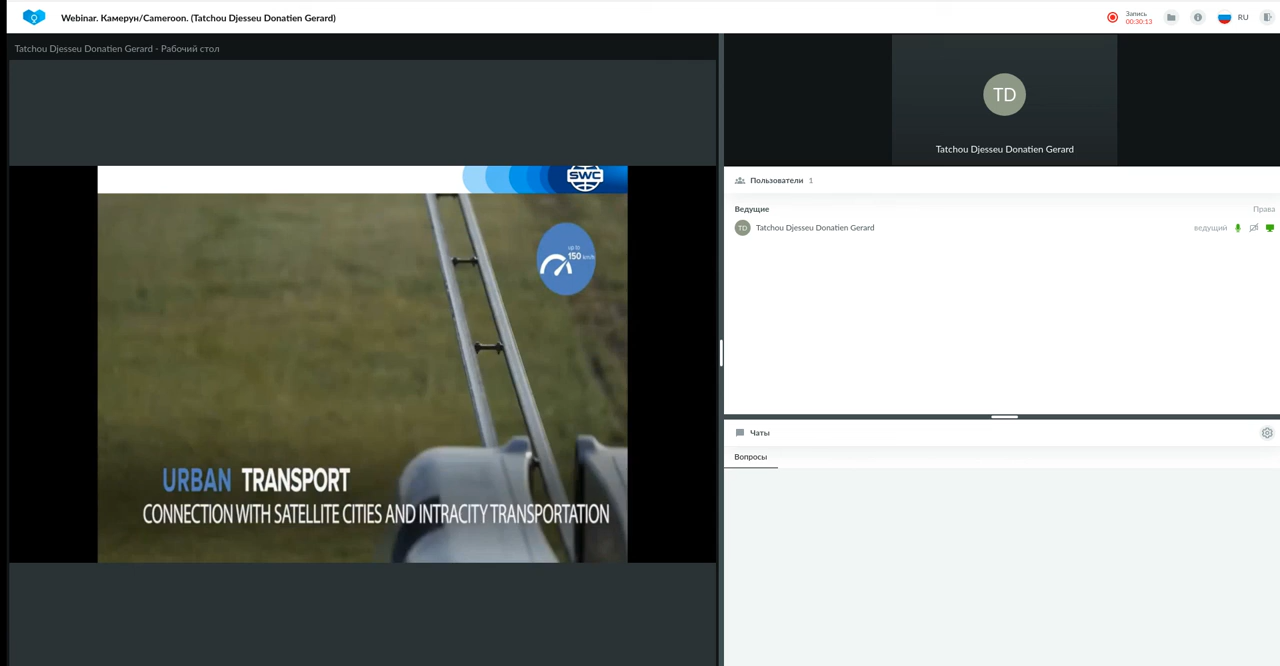 Webinar. Камерун/Cameroon. (Tatchou Djesseu Donatien Gerard)
Запись
00:30:13
RU
Tatchou Djesseu Donatien Gerard - Рабочий стол
SWC
up to
150 km/h
URBAN TRANSPORT
CONNECTION WITH SATELLITE CITIES AND INTRACITY TRANSPORTATION
TD
Tatchou Djesseu Donatien Gerard
Пользователи 1
Ведущие
Права
TD
Tatchou Djesseu Donatien Gerard
ведущий
Чаты
Вопросы